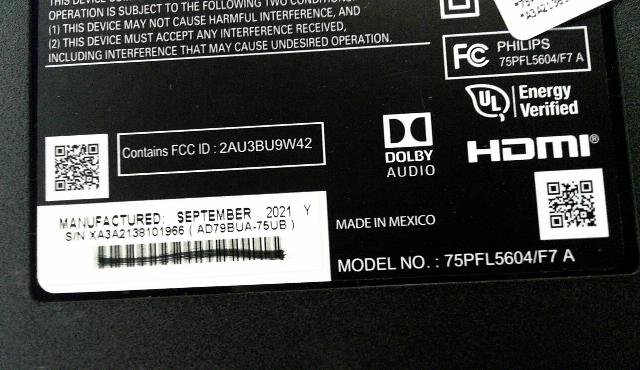 OPERATION IS SUBJECT TO THE FOLLOWING TWO CONDITIONS:
(1) THIS DEVICE MAY NOT CAUSE HARMFUL INTERFERENCE, AND
(2) THIS DEVICE MUST ACCEPT ANY INTERFERENCE RECEIVED,
INCLUDING INTERFERENCE THAT MAY CAUSE UNDESIRED OPERATION.
FC PHILIPS
75PFL5604/F7 A
UL Energy
Verified
Contains FCC ID : 2AU3BU9W42
DOLBY
AUDIO
HDMI®
MANUFACTURED: SEPTEMBER 2021 Y
S/N XA3A2138101966 ( AD79BUA-75UB )
MADE IN MEXICO
MODEL NO. : 75PFL5604/F7 A